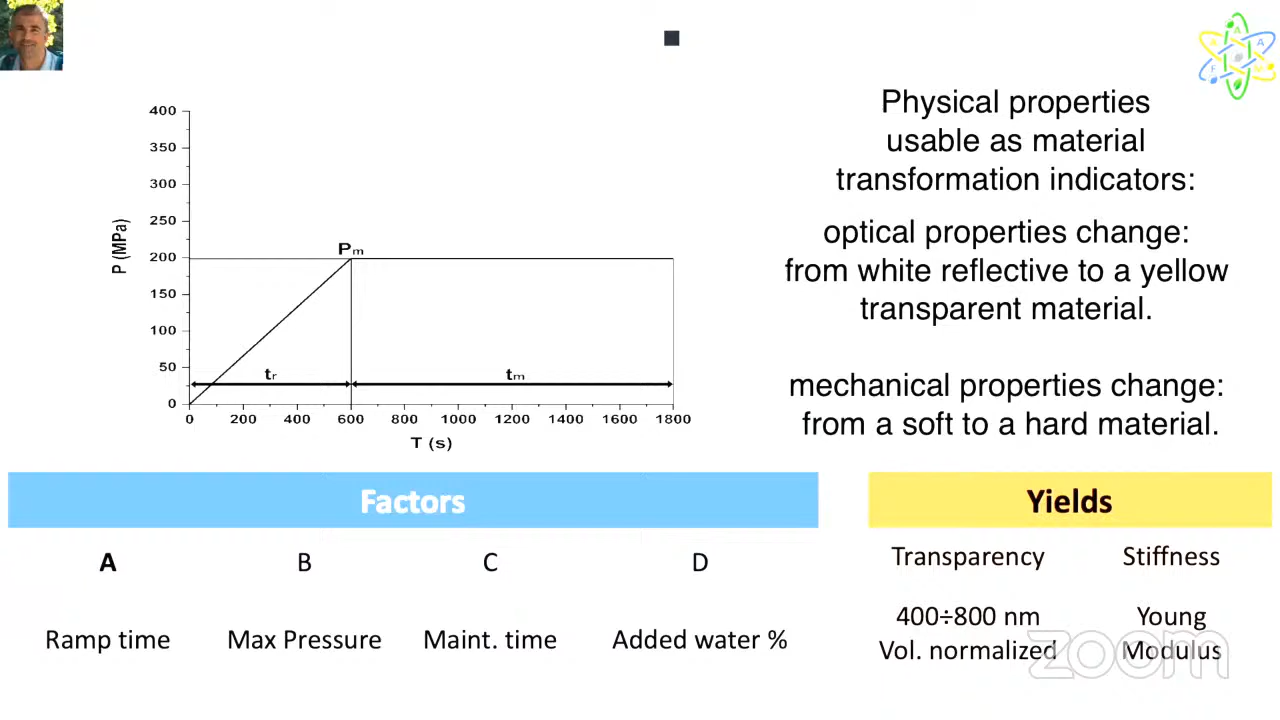 Physical properties
usable as material
transformation indicators:
optical properties change:
from white reflective to a yellow
transparent material.
mechanical properties change:
from a soft to a hard material.
400
350
300
250
200
150
100
50
0
P (MPa)
Pm
tr
tm
0 200 400 600 800 1000 1200 1400 1600 1800
T (s)
Factors
A B C D
Ramp time Max Pressure Maint. time Added water %
Yields
Transparency Stiffness
400÷800 nm Young
Vol. normalized Modulus
zoom